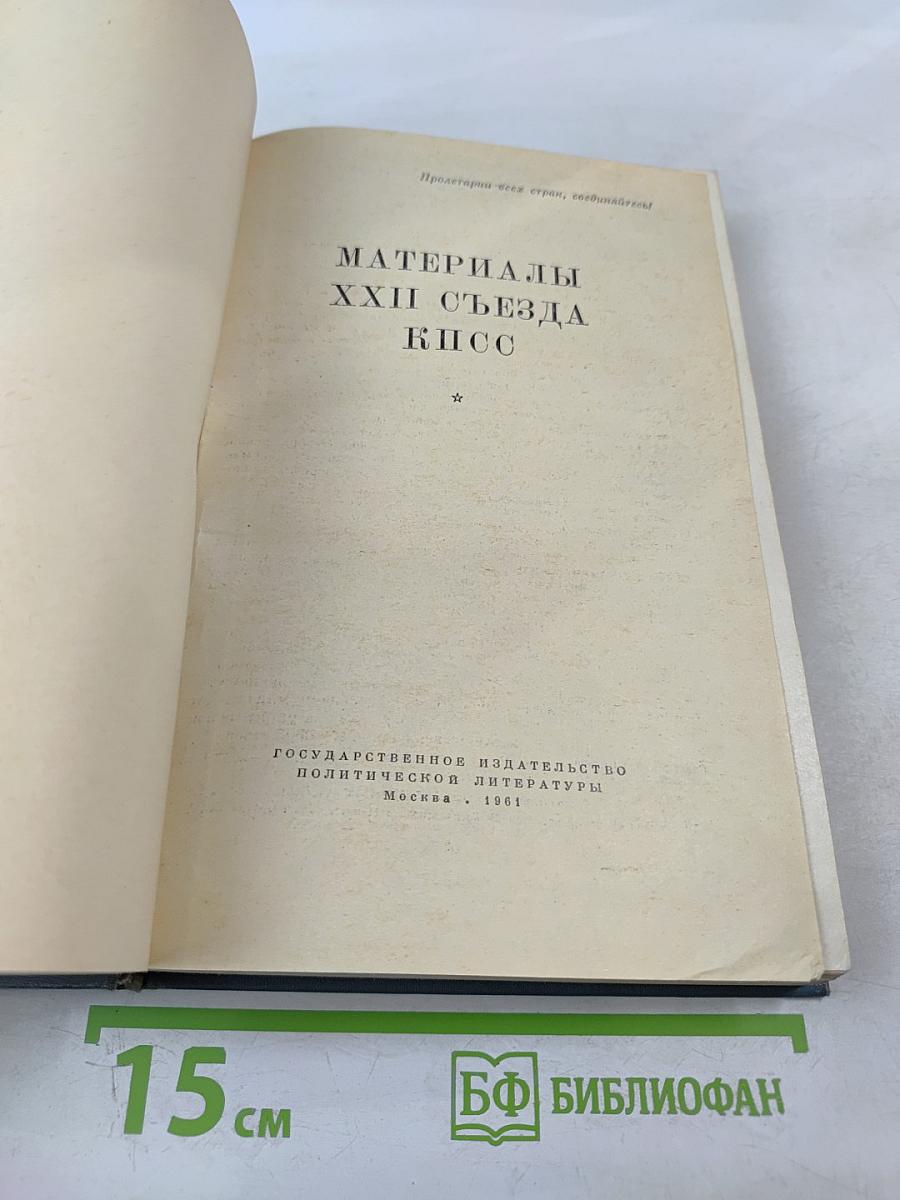 Пролетарии всех стран, соединяйтесь!
МАТЕРИАЛЫ
XXII СЪЕЗДА
КПСС
ГОСУДАРСТВЕННОЕ ИЗДАТЕЛЬСТВО
ПОЛИТИЧЕСКОЙ ЛИТЕРАТУРЫ
Москва . 1961
15 см
БФ БИБЛИОФАН